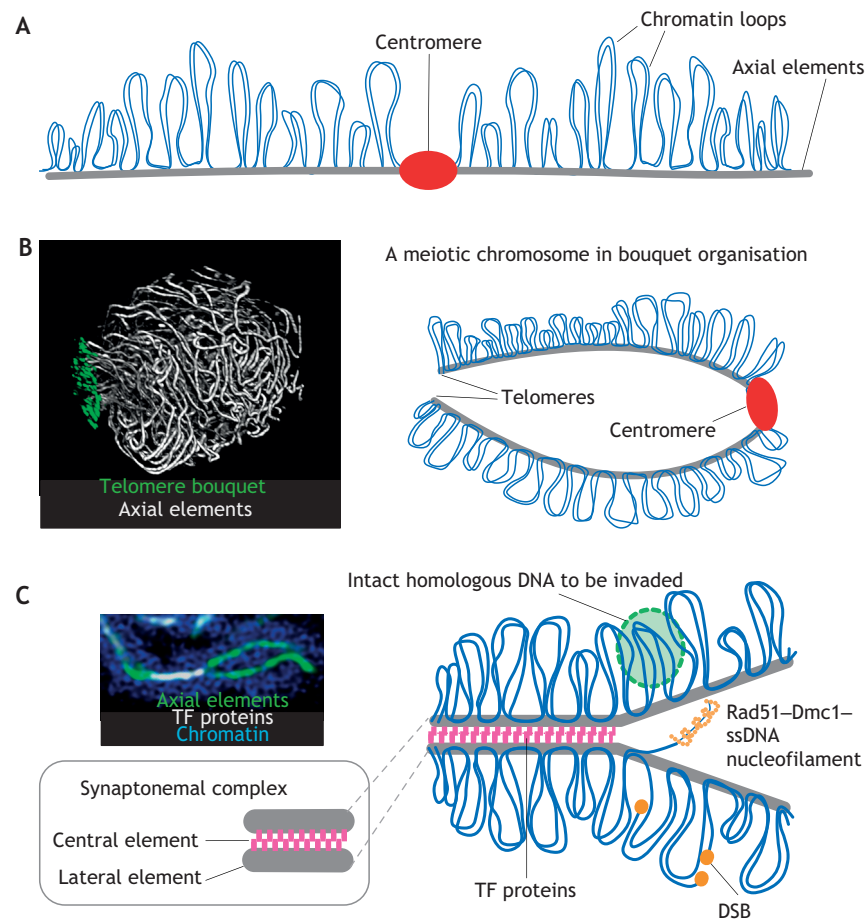 A
Chromatin loops
Centromere
Axial elements
B
A meiotic chromosome in bouquet organisation
Telomeres
Centromere
Telomere bouquet
Axial elements
Intact homologous DNA to be invaded
C
Axial elements
TF proteins
Chromatin
Rad51–Dmc1–
ssDNA
nucleofilament
Synaptonemal complex
Central element
Lateral element
TF proteins
DSB